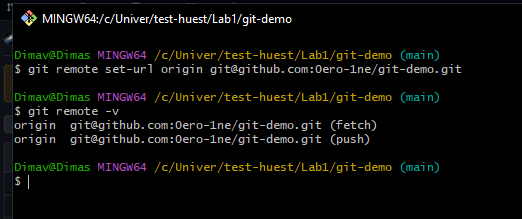 MINGW64:/c/Univer/test-huest/Lab1/git-demo
Dimav@Dimas MINGW64 /c/Univer/test-huest/Lab1/git-demo (main)
$ git remote set-url origin git@github.com:0ero-1ne/git-demo.git
Dimav@Dimas MINGW64 /c/Univer/test-huest/Lab1/git-demo (main)
$ git remote -v
origin  git@github.com:0ero-1ne/git-demo.git (fetch)
origin  git@github.com:0ero-1ne/git-demo.git (push)
Dimav@Dimas MINGW64 /c/Univer/test-huest/Lab1/git-demo (main)
$